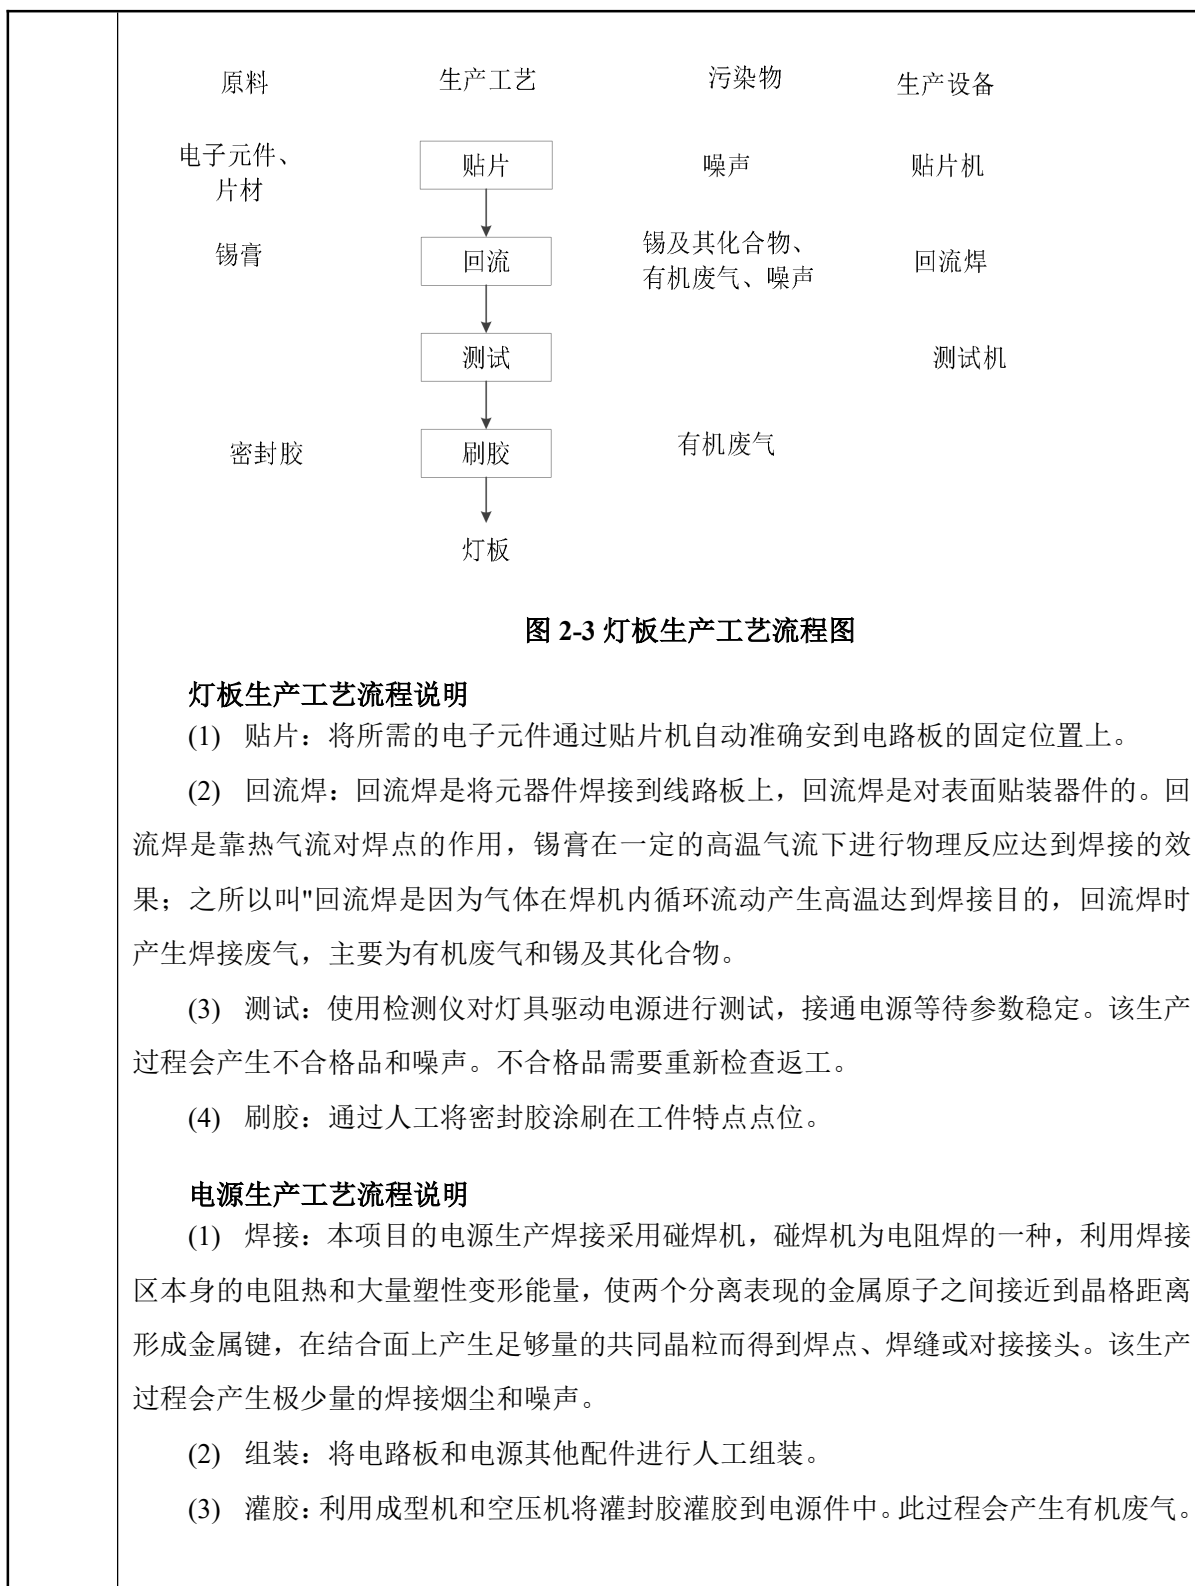 原料 生产工艺 污染物 生产设备
电子元件、
片材
贴片 噪声 贴片机
锡膏 回流 锡及其化合物、
有机废气、噪声 回流焊
测试 测试机
密封胶 刷胶 有机废气
灯板
图 2-3 灯板生产工艺流程图
灯板生产工艺流程说明
(1) 贴片：将所需的电子元件通过贴片机自动准确安到电路板的固定位置上。
(2) 回流焊：回流焊是将元器件焊接到线路板上，回流焊是对表面贴装器件的。回
流焊是靠热气流对焊点的作用，锡膏在一定的高温气流下进行物理反应达到焊接的效
果；之所以叫"回流焊是因为气体在焊机内循环流动产生高温达到焊接目的，回流焊时
产生焊接废气，主要为有机废气和锡及其化合物。
(3) 测试：使用检测仪对灯具驱动电源进行测试，接通电源等待参数稳定。该生产
过程会产生不合格品和噪声。不合格品需要重新检查返工。
(4) 刷胶：通过人工将密封胶涂刷在工件特点点位。
电源生产工艺流程说明
(1) 焊接：本项目的电源生产焊接采用碰焊机，碰焊机为电阻焊的一种，利用焊接
区本身的电阻热和大量塑性变形能量，使两个分离表现的金属原子之间接近到晶格距离
形成金属键，在结合面上产生足够量的共同晶粒而得到焊点、焊缝或对接接头。该生产
过程会产生极少量的焊接烟尘和噪声。
(2) 组装：将电路板和电源其他配件进行人工组装。
(3) 灌胶：利用成型机和空压机将灌封胶灌胶到电源件中。此过程会产生有机废气。